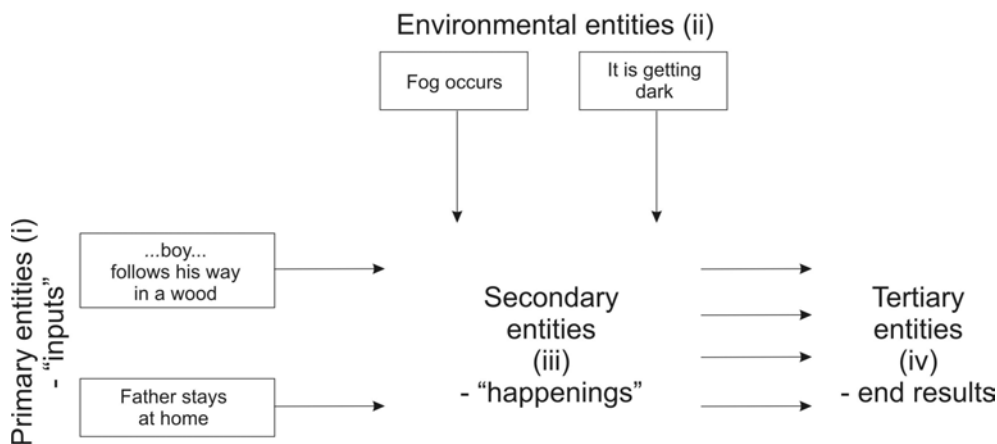 Environmental entities (ii)
Fog occurs
It is getting
dark
Primary entities (i)
- “inputs”
...boy...
follows his way
in a wood
Father stays
at home
Secondary
entities
(iii)
- “happenings”
Tertiary
entities
(iv)
- end results